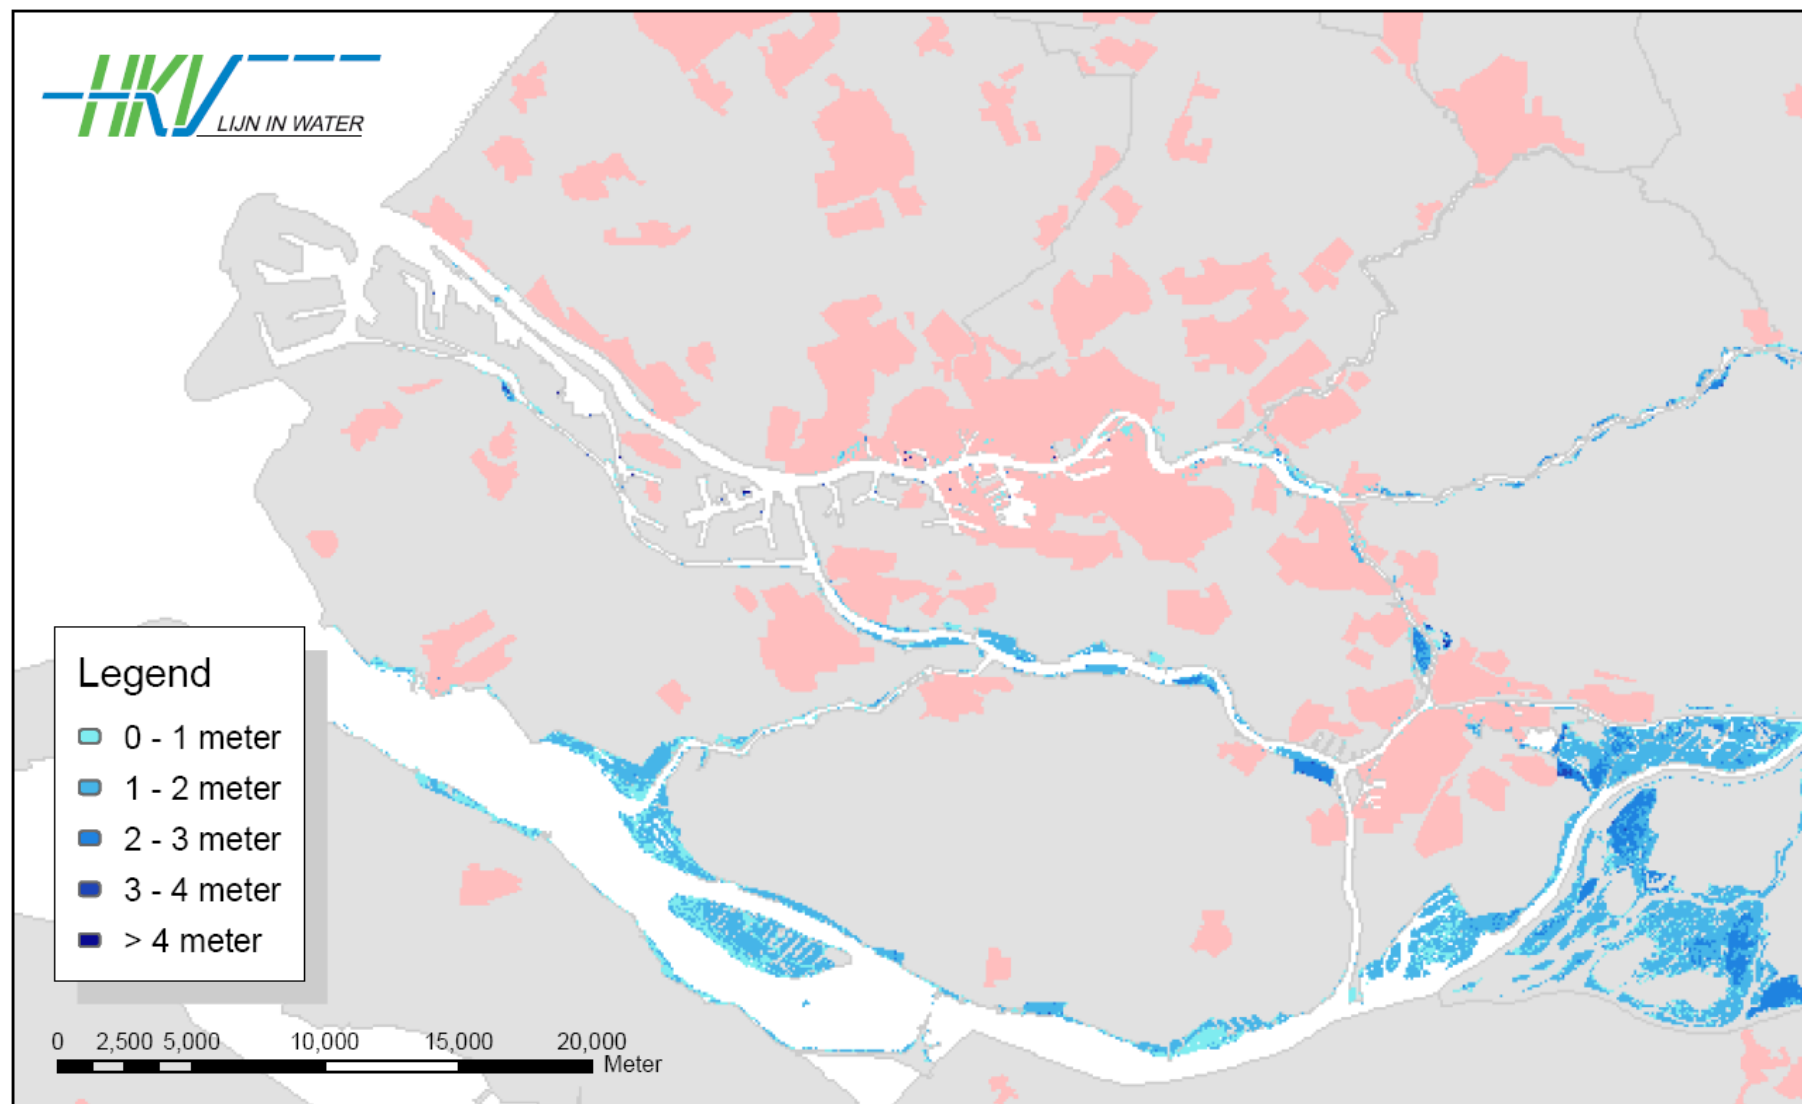 HKV
LIJN IN WATER
Legend
0 - 1 meter
1 - 2 meter
2 - 3 meter
3 - 4 meter
> 4 meter
0 2,500 5,000 10,000 15,000 20,000
Meter